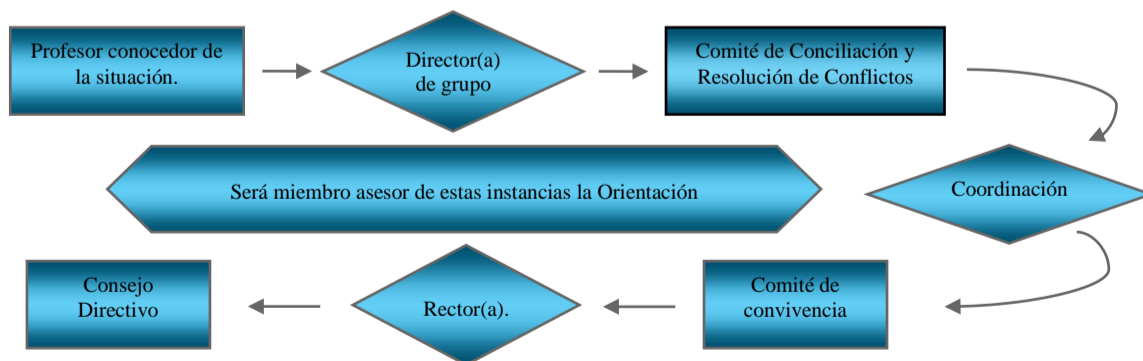 Profesor conocedor de
la situación.
Director(a)
de grupo
Comité de Conciliación y
Resolución de Conflictos
Será miembro asesor de estas instancias la Orientación
Coordinación
Consejo
Directivo
Rector(a).
Comité de
convivencia